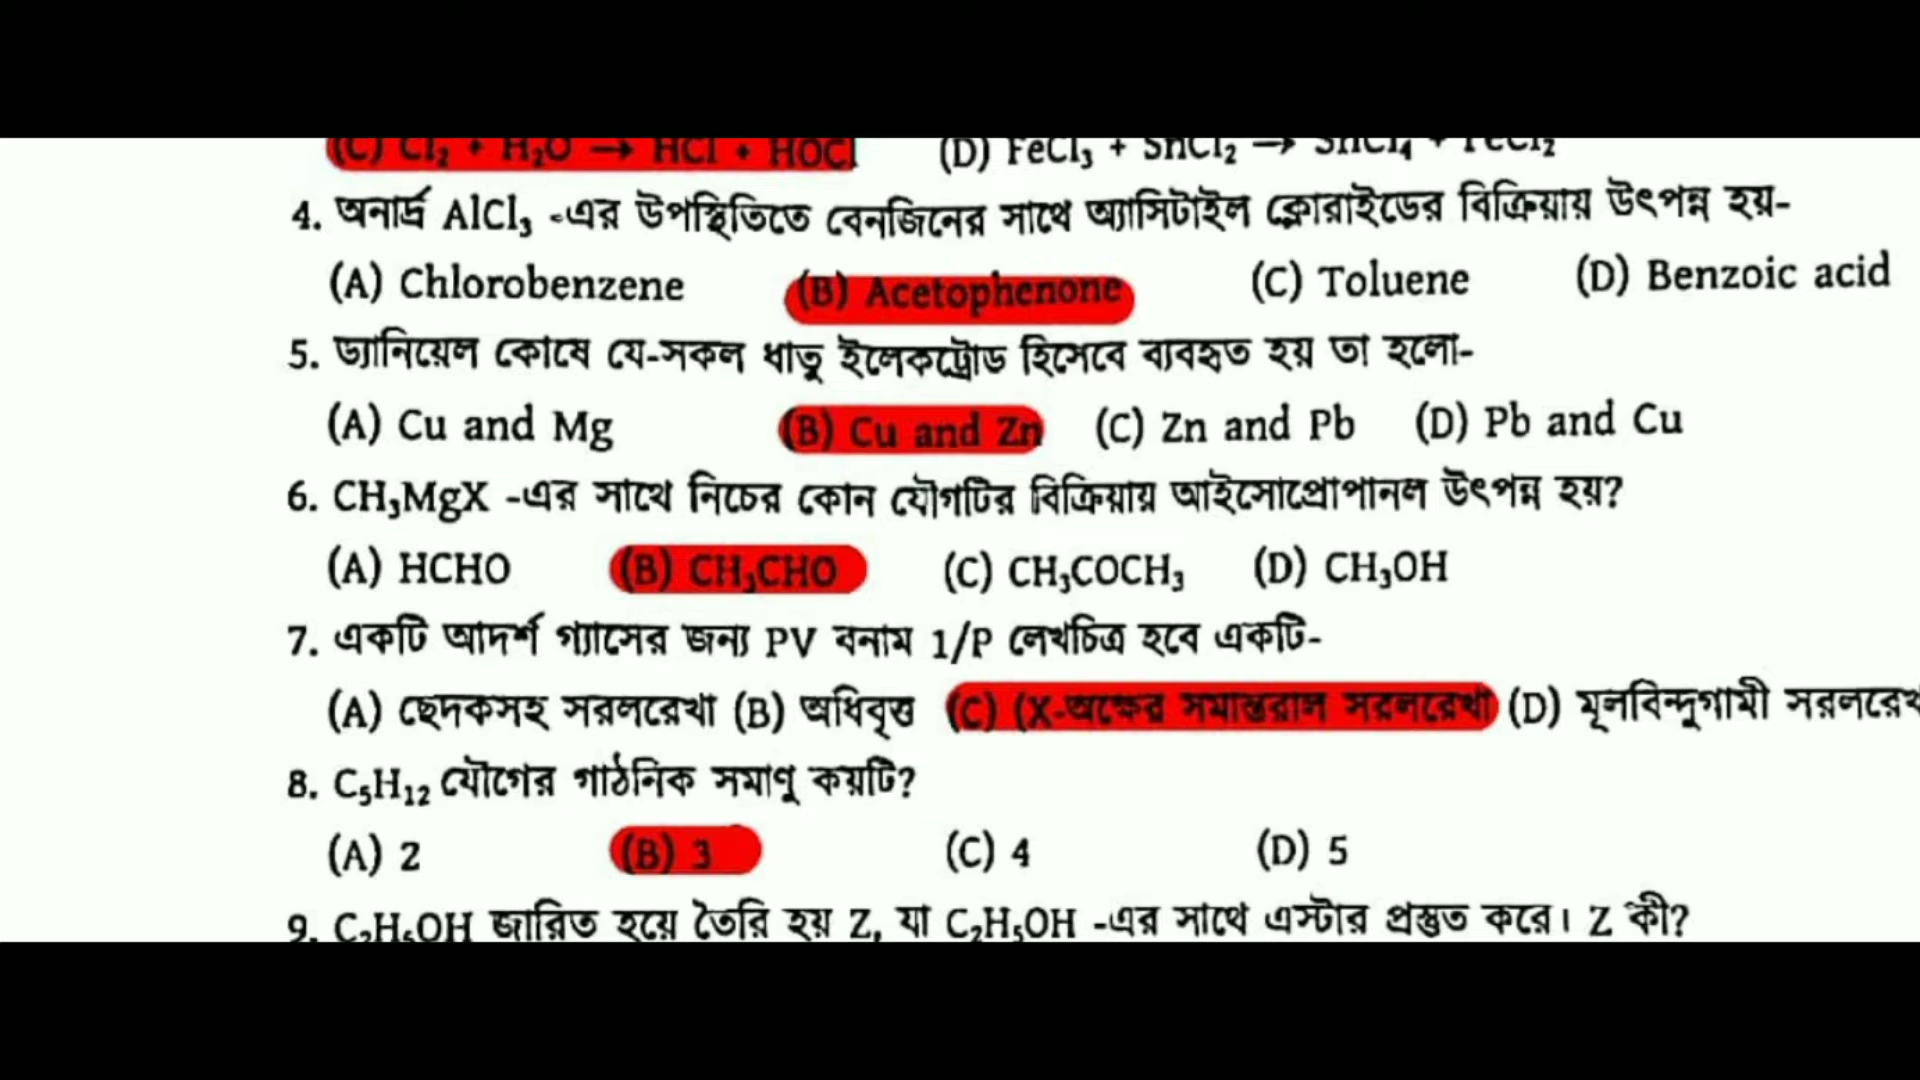 (C) Cl₂ + H₂O → HCl + HOCl (D) FeCl₃ + SnCl₂ → SnCl₄ + FeCl₂
4. অনার্দ্র AlCl₃ -এর উপস্থিতিতে বেনজিনের সাথে অ্যাসিটাইল ক্লোরাইডের বিক্রিয়ায় উৎপন্ন হয়-
(A) Chlorobenzene (B) Acetophenone (C) Toluene (D) Benzoic acid
5. ড্যানিয়েল কোষে যে-সকল ধাতু ইলেকট্রোড হিসেবে ব্যবহৃত হয় তা হলো-
(A) Cu and Mg (B) Cu and Zn (C) Zn and Pb (D) Pb and Cu
6. CH₃MgX -এর সাথে নিচের কোন যৌগটির বিক্রিয়ায় আইসোপ্রোপানল উৎপন্ন হয়?
(A) HCHO (B) CH₃CHO (C) CH₃COCH₃ (D) CH₃OH
7. একটি আদর্শ গ্যাসের জন্য PV বনাম 1/P লেখচিত্র হবে একটি-
(A) ছেদকসহ সরলরেখা (B) অধিবৃত্ত (C) (X-অক্ষের সমান্তরাল সরলরেখা (D) মূলবিন্দুগামী সরলরেখ
8. C₅H₁₂ যৌগের গাঠনিক সমাণু কয়টি?
(A) 2 (B) 3 (C) 4 (D) 5
9. C₂H₅OH জারিত হয়ে তৈরি হয় Z, যা C₂H₅OH -এর সাথে এস্টার প্রস্তুত করে। Z কী?